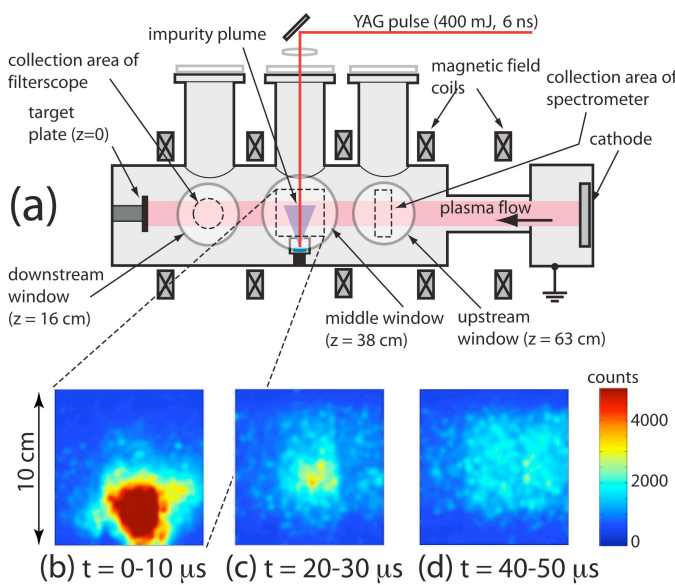 YAG pulse (400 mJ, 6 ns)
impurity plume
collection area of
filterscope
magnetic field
coils
collection area of
spectrometer
target
plate (z=0)
cathode
(a)
plasma flow
downstream
window
(z = 16 cm)
middle window
(z = 38 cm)
upstream
window (z = 63 cm)
counts
10 cm
4000
2000
0
(b) t = 0-10 μs
(c) t = 20-30 μs
(d) t = 40-50 μs